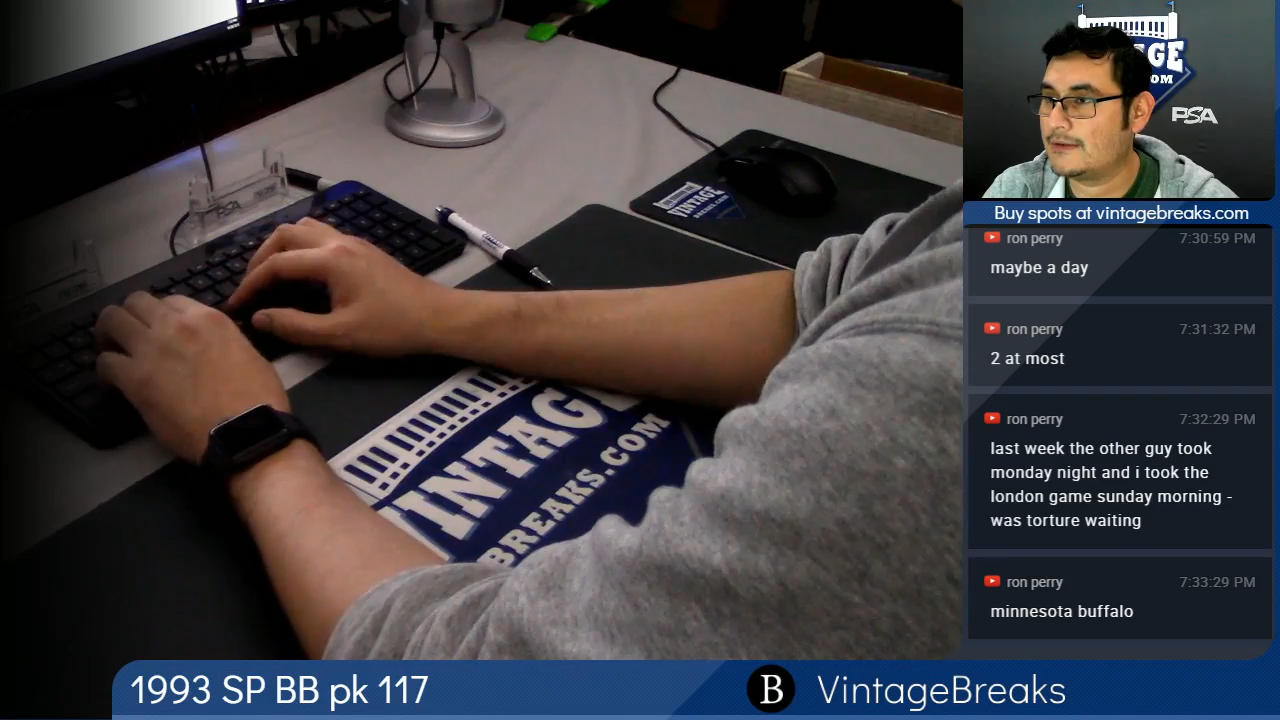 VINTAGE
BREAKS.COM
VINTAGE
PSA
PSA
Buy spots at vintagebreaks.com
ron perry 7:30:59 PM
maybe a day
ron perry 7:31:32 PM
2 at most
ron perry 7:32:29 PM
last week the other guy took
monday night and i took the
london game sunday morning -
was torture waiting
ron perry 7:33:29 PM
minnesota buffalo
1993 SP BB pk 117
B VintageBreaks